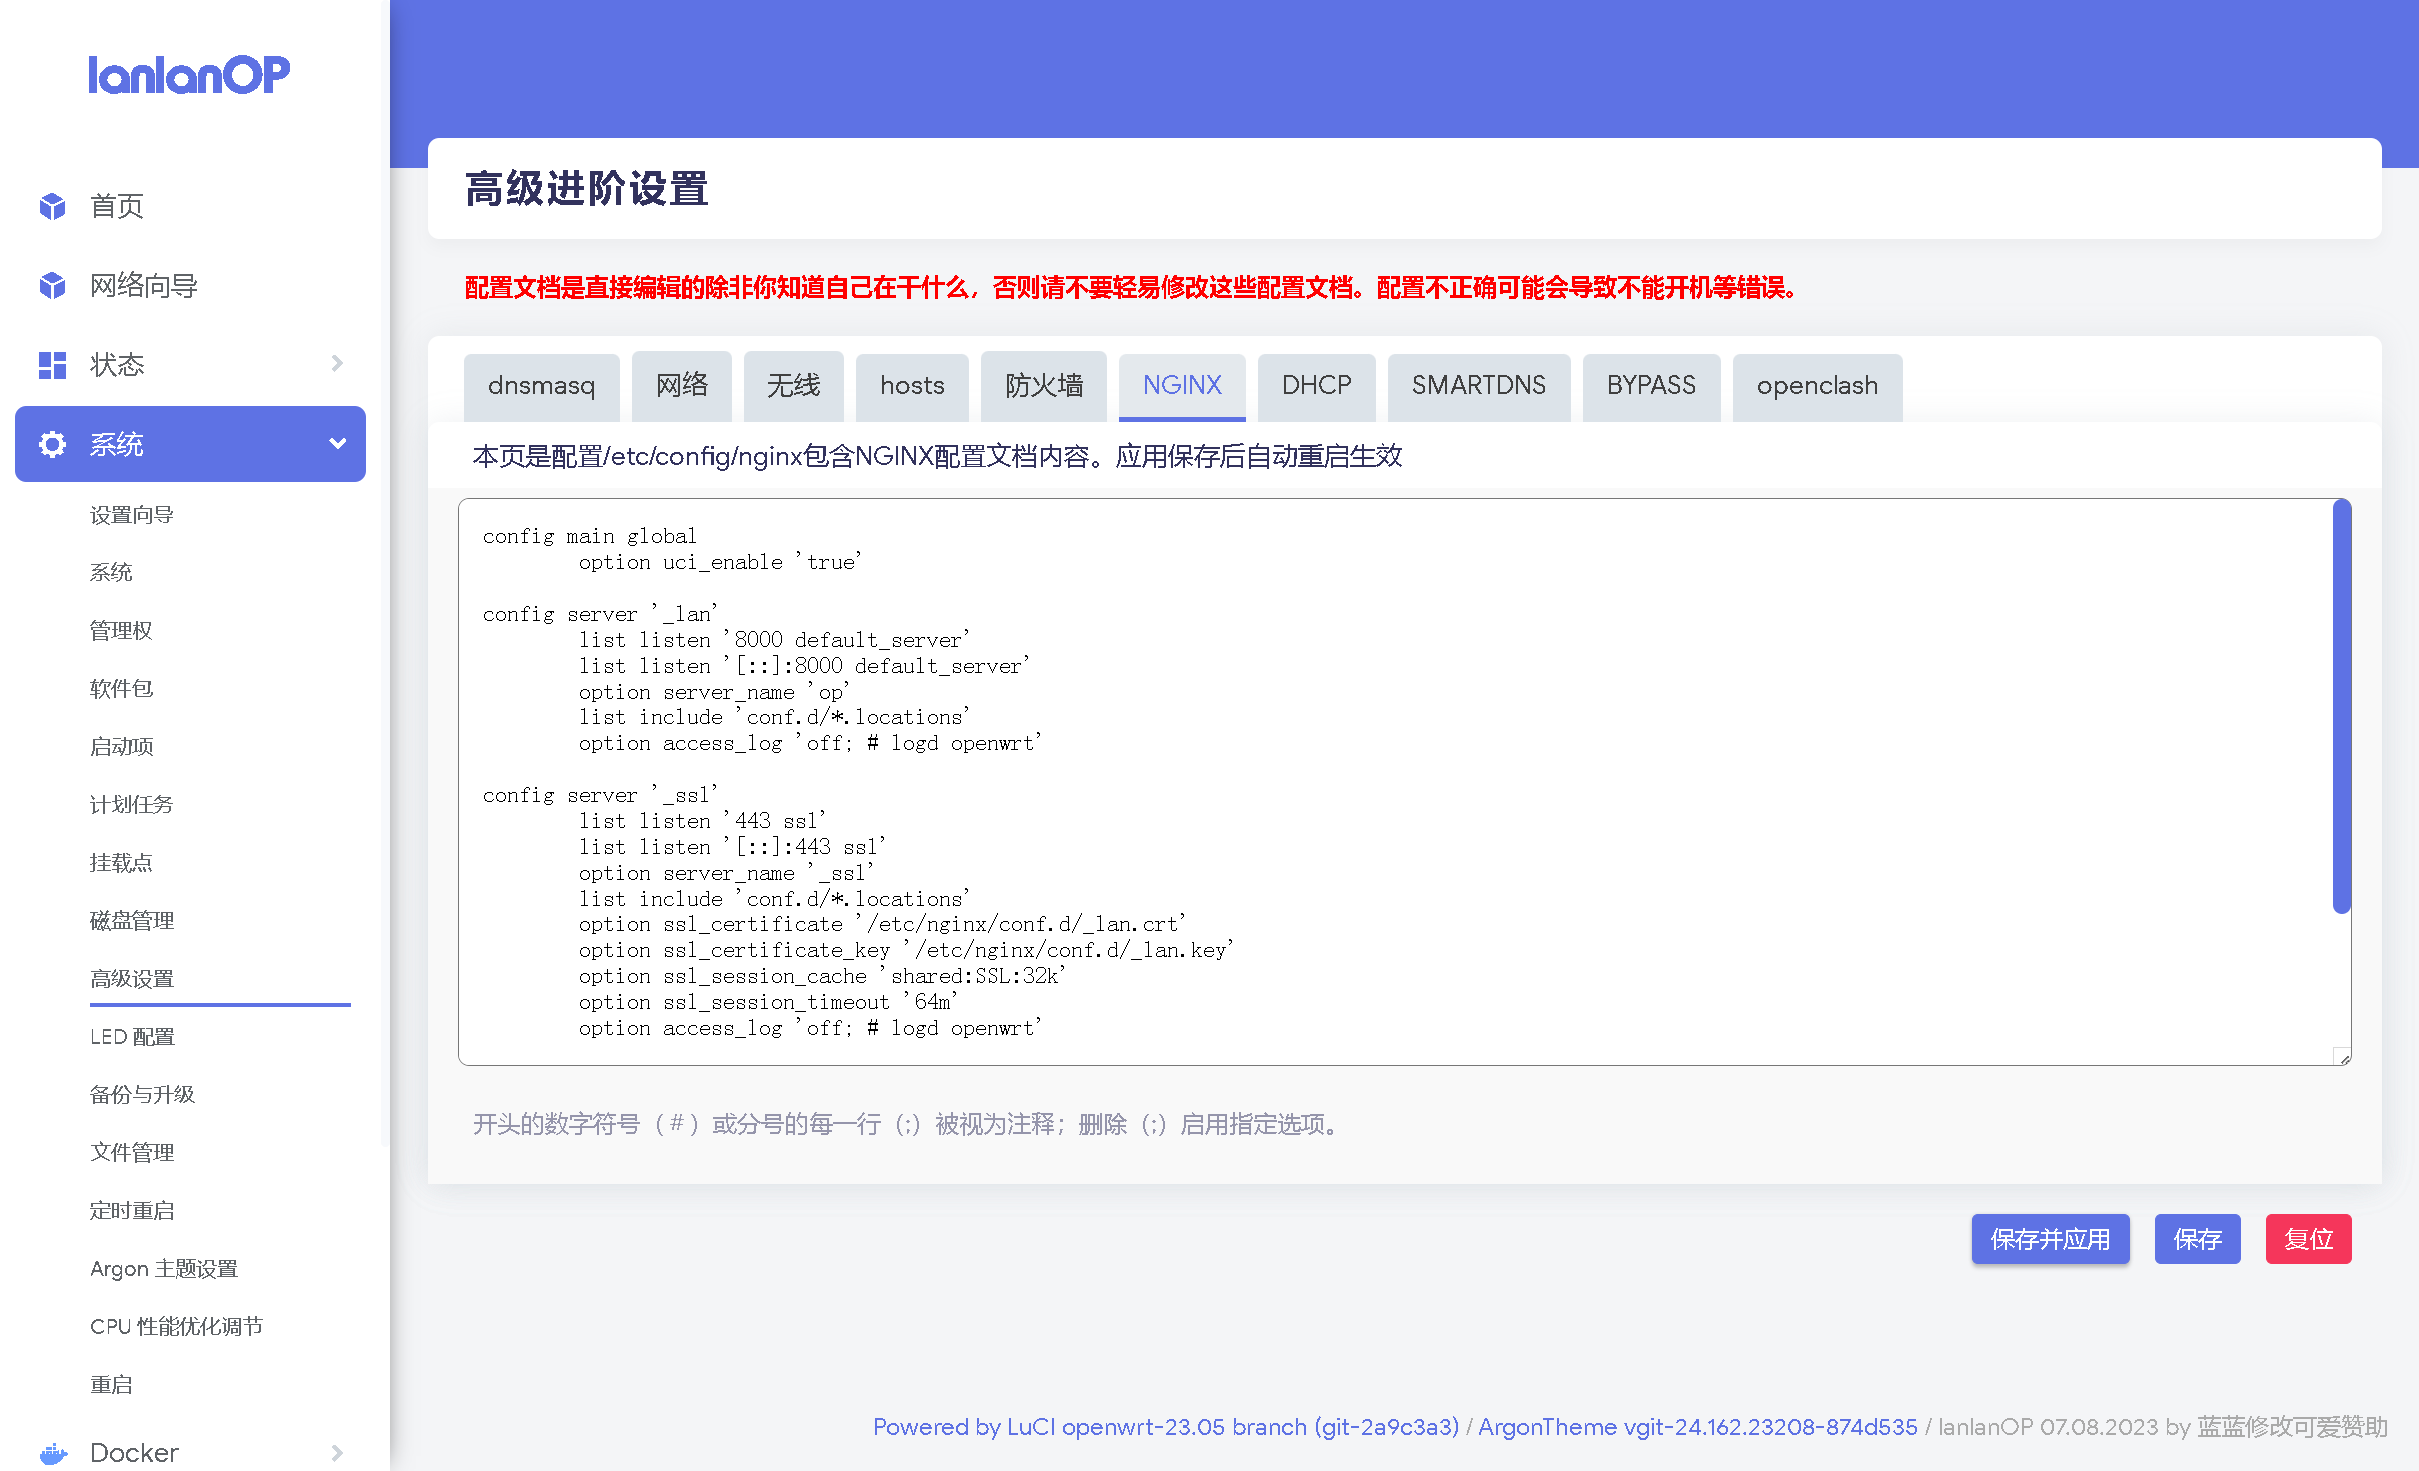 lanlanOP
首页
网络向导
状态
系统
设置向导
系统
管理权
软件包
启动项
计划任务
挂载点
磁盘管理
高级设置
LED 配置
备份与升级
文件管理
定时重启
Argon 主题设置
CPU 性能优化调节
重启
Docker
高级进阶设置
配置文档是直接编辑的除非你知道自己在干什么，否则请不要轻易修改这些配置文档。配置不正确可能会导致不能开机等错误。
dnsmasq 网络 无线 hosts 防火墙 NGINX DHCP SMARTDNS BYPASS openclash
本页是配置/etc/config/nginx包含NGINX配置文档内容。应用保存后自动重启生效
config main global
option uci_enable 'true'
config server '_lan'
list listen '8000 default_server'
list listen '[::]:8000 default_server'
option server_name 'op'
list include 'conf.d/*.locations'
option access_log 'off; # logd openwrt'
config server '_ssl'
list listen '443 ssl'
list listen '[::]:443 ssl'
option server_name '_ssl'
list include 'conf.d/*.locations'
option ssl_certificate '/etc/nginx/conf.d/_lan.crt'
option ssl_certificate_key '/etc/nginx/conf.d/_lan.key'
option ssl_session_cache 'shared:SSL:32k'
option ssl_session_timeout '64m'
option access_log 'off; # logd openwrt'
开头的数字符号（＃）或分号的每一行（;）被视为注释；删除（;）启用指定选项。
保存并应用 保存 复位
Powered by LuCI openwrt-23.05 branch (git-2a9c3a3) / ArgonTheme vgit-24.162.23208-874d535 / lanlanOP 07.08.2023 by 蓝蓝修改可爱赞助